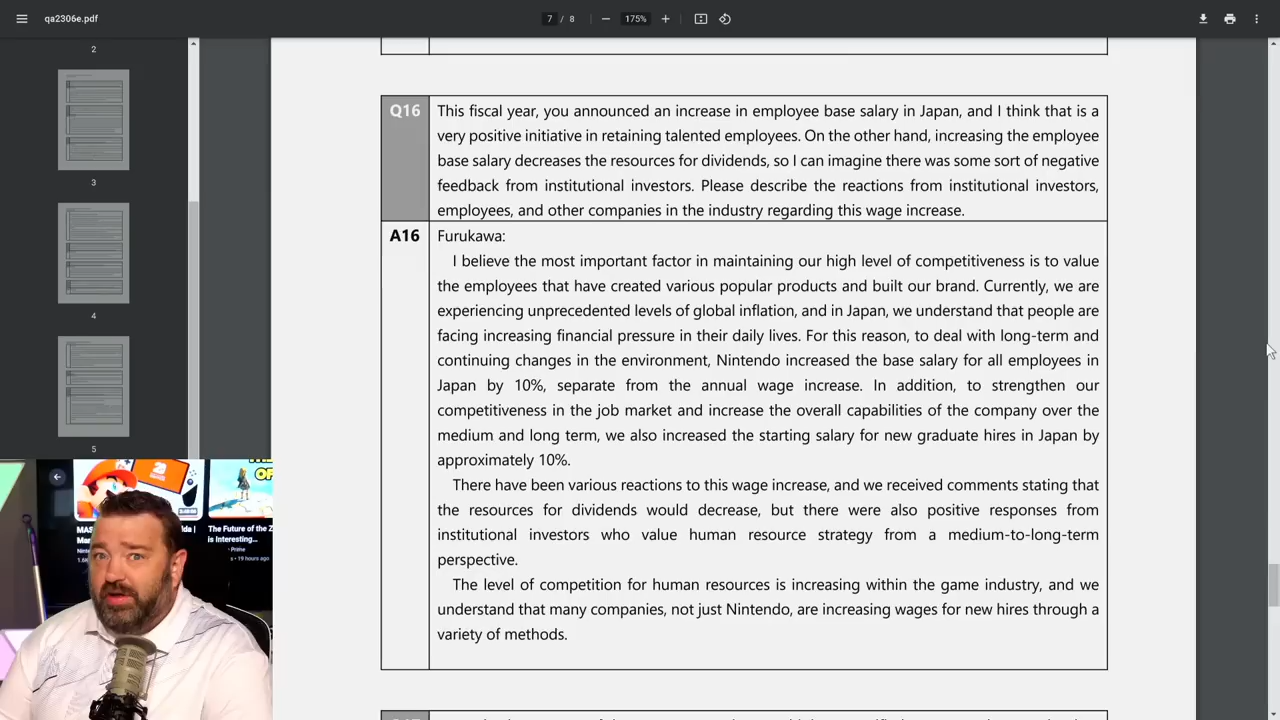 qa2306e.pdf
7 / 8
175%
2
3
4
5
Q16
This fiscal year, you announced an increase in employee base salary in Japan, and I think that is a
very positive initiative in retaining talented employees. On the other hand, increasing the employee
base salary decreases the resources for dividends, so I can imagine there was some sort of negative
feedback from institutional investors. Please describe the reactions from institutional investors,
employees, and other companies in the industry regarding this wage increase.
A16
Furukawa:
I believe the most important factor in maintaining our high level of competitiveness is to value
the employees that have created various popular products and built our brand. Currently, we are
experiencing unprecedented levels of global inflation, and in Japan, we understand that people are
facing increasing financial pressure in their daily lives. For this reason, to deal with long-term and
continuing changes in the environment, Nintendo increased the base salary for all employees in
Japan by 10%, separate from the annual wage increase. In addition, to strengthen our
competitiveness in the job market and increase the overall capabilities of the company over the
medium and long term, we also increased the starting salary for new graduate hires in Japan by
approximately 10%.
There have been various reactions to this wage increase, and we received comments stating that
the resources for dividends would decrease, but there were also positive responses from
institutional investors who value human resource strategy from a medium-to-long-term
perspective.
The level of competition for human resources is increasing within the game industry, and we
understand that many companies, not just Nintendo, are increasing wages for new hires through a
variety of methods.
The Future of the Z
is Interesting...
Prime
s • 19 hours ago